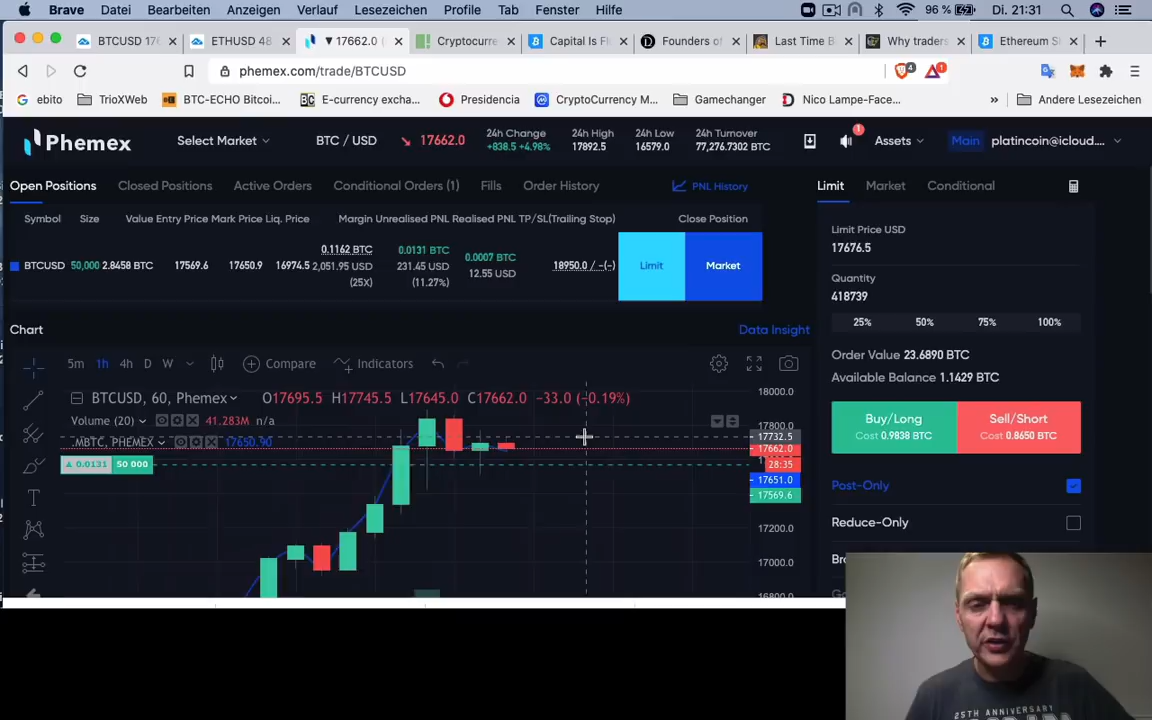 Brave Datei Bearbeiten Anzeigen Verlauf Lesezeichen Profile Tab Fenster Hilfe 96 % Di. 21:31
BTCUSD 17 ETHUSD 48 ▼ 17662.0 ( Cryptocurre Capital Is Fl Founders of Last Time B Why traders Ethereum S
phemex.com/trade/BTCUSD 4 1
ebito TrioXWeb BTC-ECHO Bitcoi... E-currency excha... Presidencia CryptoCurrency M... Gamechanger Nico Lampe-Face... » Andere Lesezeichen
Phemex Select Market BTC / USD ↘ 17662.0 24h Change 24h High 24h Low 24h Turnover 1 Assets Main platincoin@icloud....
+838.5 +4.98% 17892.5 16579.0 77,276.7302 BTC
Open Positions Closed Positions Active Orders Conditional Orders (1) Fills Order History PNL History
Symbol Size Value Entry Price Mark Price Liq. Price Margin Unrealised PNL Realised PNL TP/SL(Trailing Stop) Close Position
BTCUSD 50,000 2.8458 BTC 17569.6 17650.9 16974.5 0.1162 BTC 0.0131 BTC 0.0007 BTC 18950.0 / -(-) Limit Market
2,051.95 USD 231.45 USD 12.55 USD
(25X) (11.27%)
Chart Data Insight
5m 1h 4h D W Compare Indicators
BTCUSD, 60, Phemex O17695.5 H17745.5 L17645.0 C17662.0 −33.0 (−0.19%)
Volume (20) 41.283M n/a
.MBTC, PHEMEX 17650.90
▲ 0.0131 50 000
18000.0
17800.0
17732.5
17662.0
28:35
17651.0
17569.6
17200.0
17000.0
16800.0
Limit Market Conditional
Limit Price USD
17676.5
Quantity
418739
25% 50% 75% 100%
Order Value 23.6890 BTC
Available Balance 1.1429 BTC
Buy/Long Sell/Short
Cost 0.9838 BTC Cost 0.8650 BTC
Post-Only
Reduce-Only
25TH ANNIVERSARY